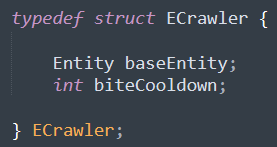 typedef struct ECrawler {
Entity baseEntity;
int biteCooldown;
} ECrawler;